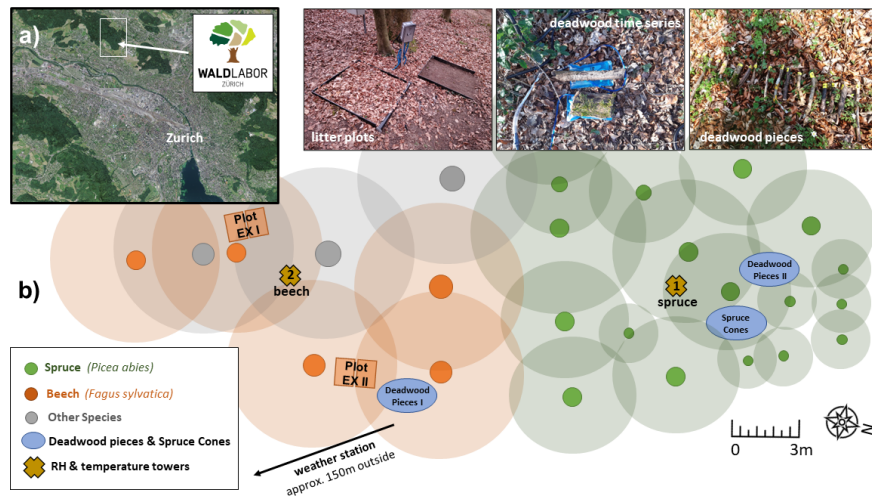 a)
WALDLABOR
ZÜRICH
Zurich
litter plots
deadwood time series
deadwood pieces
b)
Plot
EX I
2
beech
Plot
EX II
Deadwood
Pieces I
1
spruce
Deadwood
Pieces II
Spruce
Cones
weather station
approx. 150m outside
Spruce (Picea abies)
Beech (Fagus sylvatica)
Other Species
Deadwood pieces & Spruce Cones
RH & temperature towers
0 3m
N